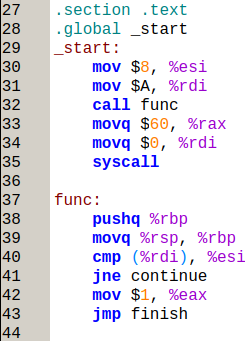 27 .section .text
28 .global _start
29 _start:
30     mov $8, %esi
31     mov $A, %rdi
32     call func
33     movq $60, %rax
34     movq $0, %rdi
35     syscall
36
37 func:
38     pushq %rbp
39     movq %rsp, %rbp
40     cmp (%rdi), %esi
41     jne continue
42     mov $1, %eax
43     jmp finish
44